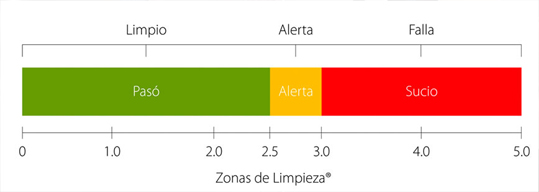 Limpio Alerta Falla
Pasó Alerta Sucio
0 1.0 2.0 2.5 3.0 4.0 5.0
Zonas de Limpieza®